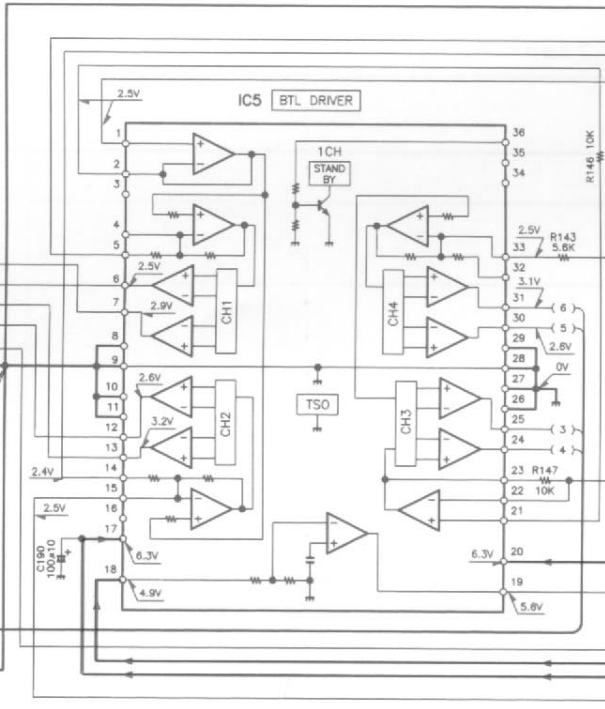 IC5 BTL DRIVER
2.5V
1
2
3
4
5
2.5V
6
7
2.9V
8
9
10
2.6V
11
12
3.2V
13
2.4V
14
15
2.5V
16
17
6.3V
C190
100µ10
18
4.9V
1CH
STAND
BY
CH1
CH2
CH4
CH3
TSD
36
35
34
R146 10K
33
2.5V
R143
5.6K
32
31
3.1V
(6)
30
(5)
2.6V
29
28
27
0V
26
25
(3)
24
(4)
23
R147
10K
22
21
20
6.3V
19
5.6V